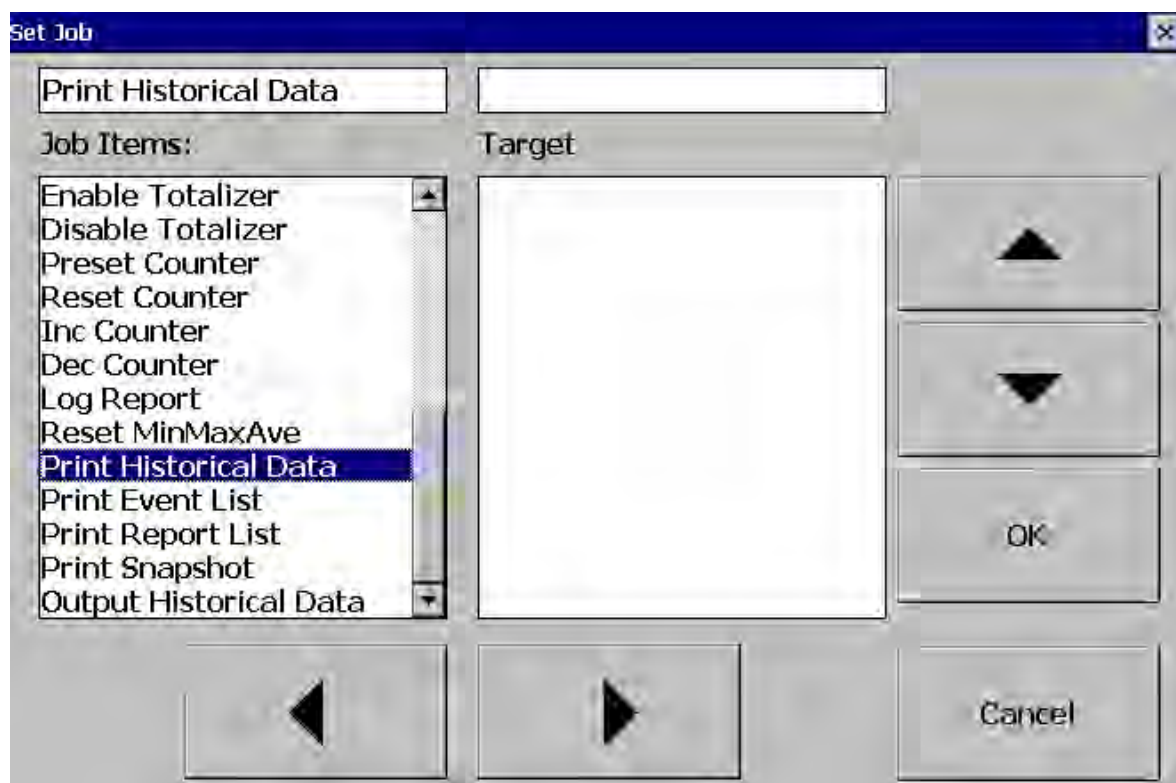 Set Job
Print Historical Data
Job Items:
Target
Enable Totalizer
Disable Totalizer
Preset Counter
Reset Counter
Inc Counter
Dec Counter
Log Report
Reset MinMaxAve
Print Historical Data
Print Event List
Print Report List
Print Snapshot
Output Historical Data
OK
Cancel